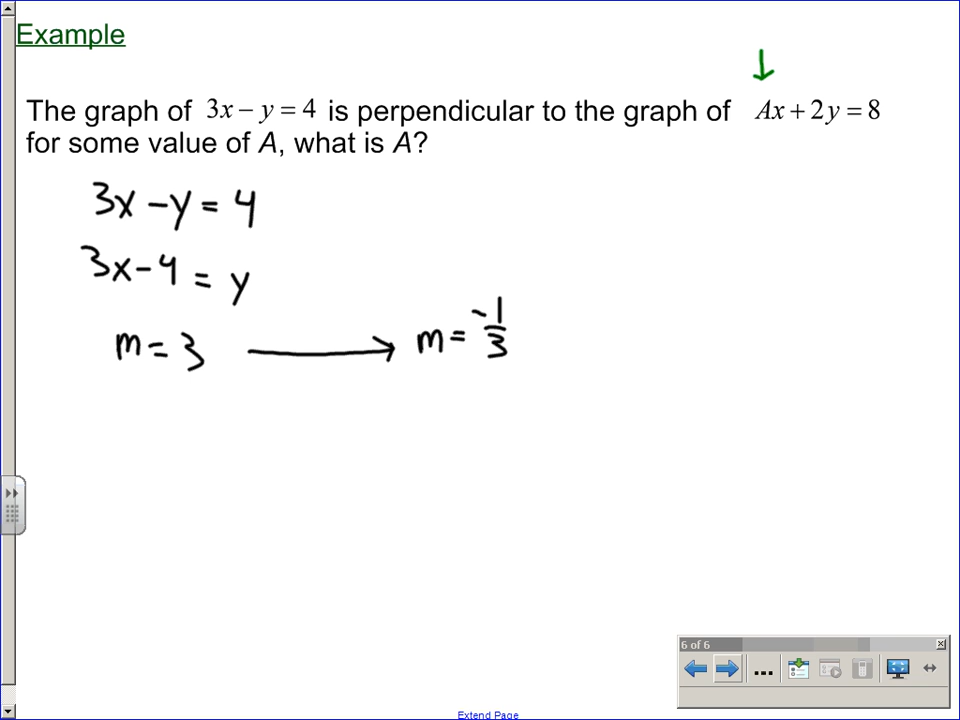 Example
The graph of 3x − y = 4 is perpendicular to the graph of Ax + 2y = 8
for some value of A, what is A?
3x − y = 4
3x − 4 = y
m = 3 → m = -1/3
6 of 6
...
Extend Page